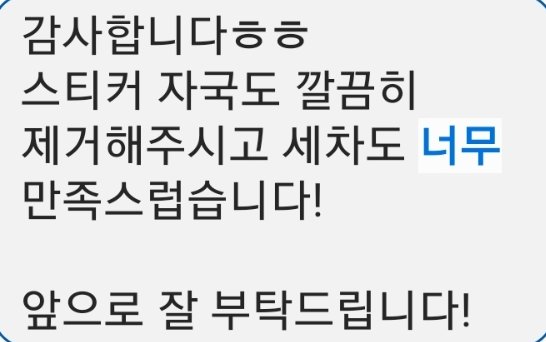 감사합니다ㅎㅎ
스티커 자국도 깔끔히
제거해주시고 세차도 너무
만족스럽습니다!
앞으로 잘 부탁드립니다!